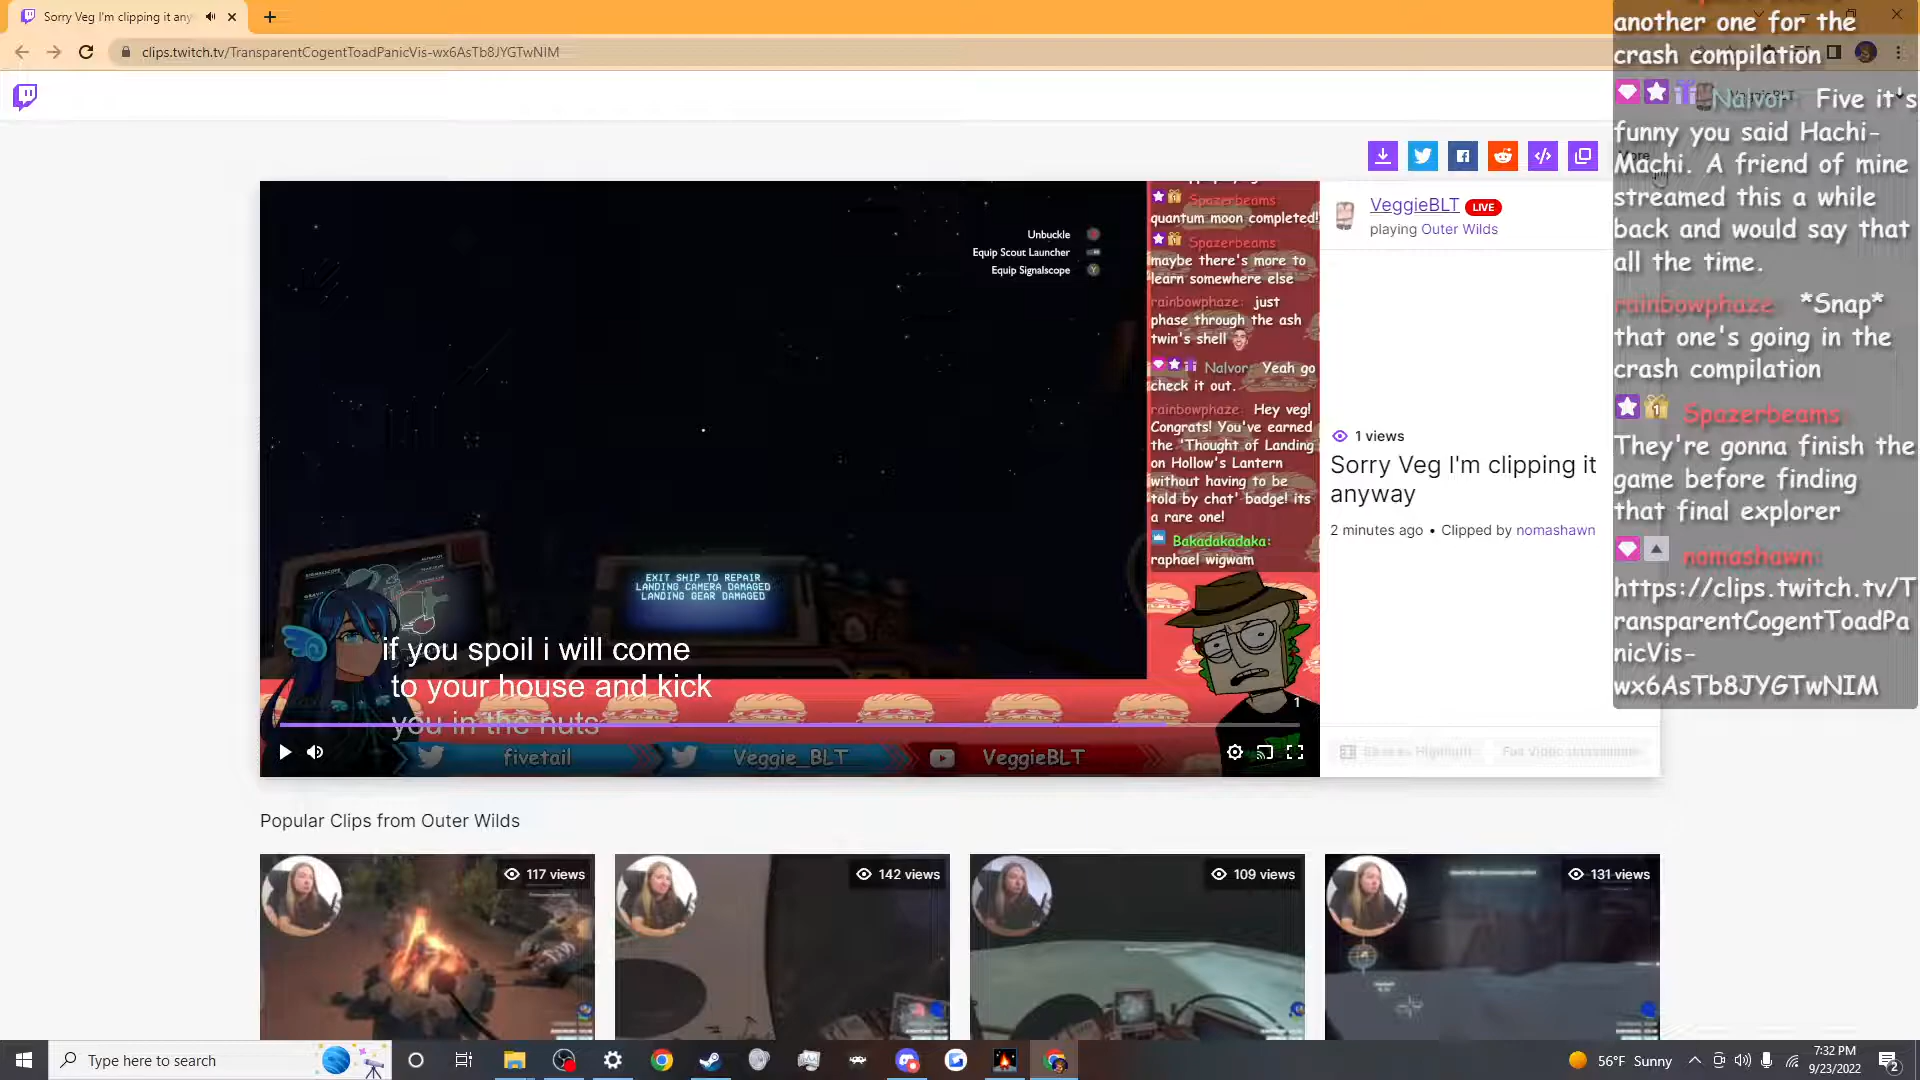 Sorry Veg I'm clipping it any
clips.twitch.tv/TransparentCogentToadPanicVis-wx6AsTb8JYGTwNIM
VeggieBLT LIVE
playing Outer Wilds
1 views
Sorry Veg I'm clipping it
anyway
2 minutes ago • Clipped by nomashawn
Unbuckle
Equip Scout Launcher
Equip Signalscope
EXIT SHIP TO REPAIR
LANDING CAMERA DAMAGED
LANDING GEAR DAMAGED
if you spoil i will come
to your house and kick
you in the nuts
Spazerbeams
quantum moon completed!
Spazerbeams
maybe there's more to
learn somewhere else
rainbowphaze: just
phase through the ash
twin's shell
Nalvor: Yeah go
check it out.
rainbowphaze: Hey veg!
Congrats! You've earned
the 'Thought of Landing
on Hollow's Lantern
without having to be
told by chat' badge! its
a rare one!
Bakadakadaka:
raphael wigwam
1
fivetail
Veggie_BLT
VeggieBLT
Popular Clips from Outer Wilds
117 views
142 views
109 views
131 views
another one for the
crash compilation
Nalvor: Five it's
funny you said Hachi-
Machi. A friend of mine
streamed this a while
back and would say that
all the time.
rainbowphaze: *Snap*
that one's going in the
crash compilation
Spazerbeams:
They're gonna finish the
game before finding
that final explorer
nomashawn:
https://clips.twitch.tv/T
ransparentCogentToadPa
nicVis-
wx6AsTb8JYGTwNIM
Type here to search
56°F Sunny
7:32 PM
9/23/2022
2